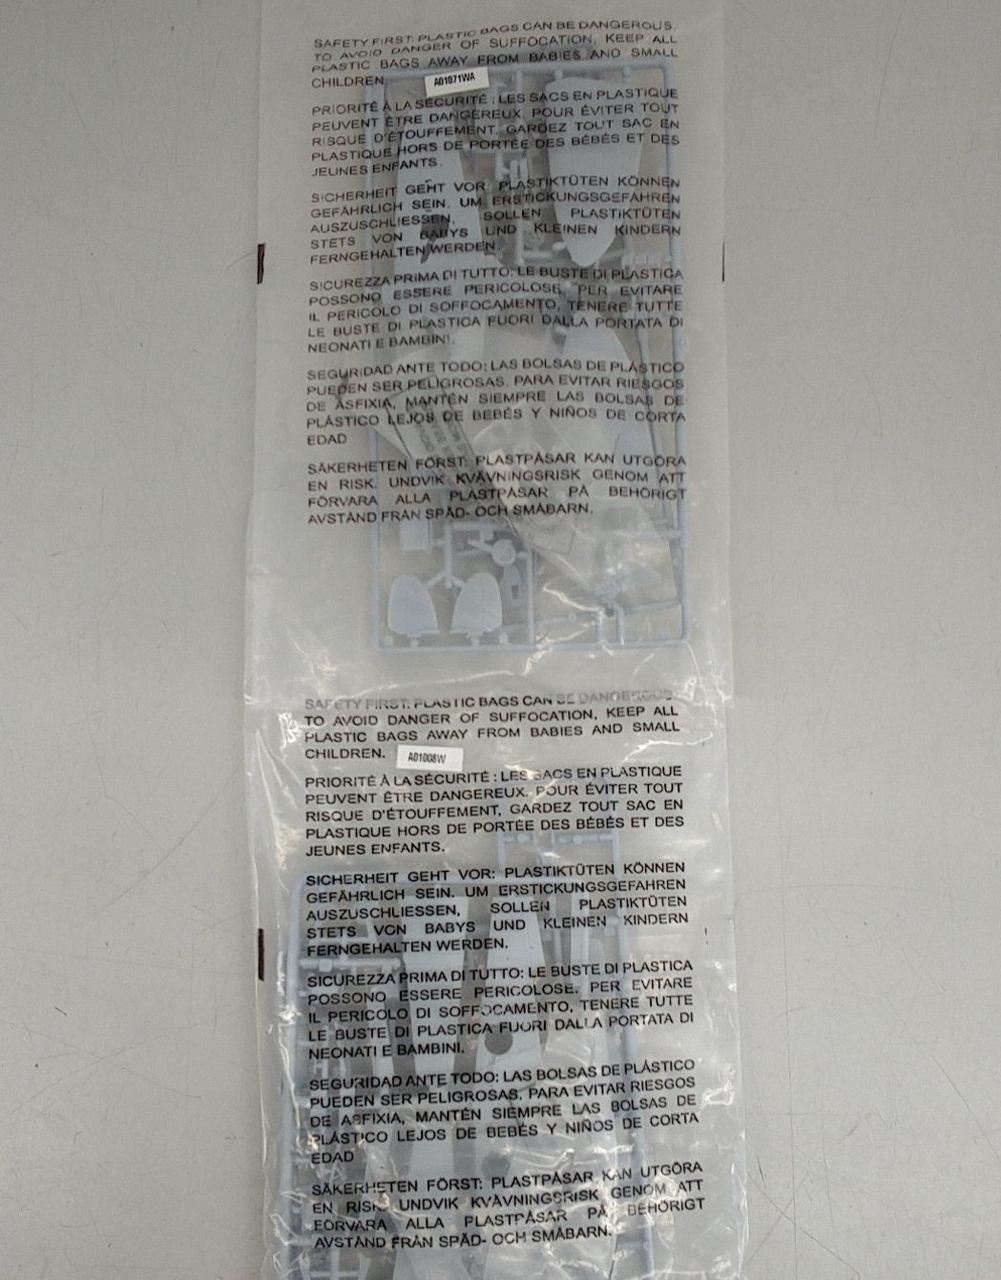 SAFETY FIRST: PLASTIC BAGS CAN BE DANGEROUS.
TO AVOID DANGER OF SUFFOCATION, KEEP ALL
PLASTIC BAGS AWAY FROM BABIES AND SMALL
CHILDREN.
A01071WA
PRIORITÉ À LA SÉCURITÉ : LES SACS EN PLASTIQUE
PEUVENT ÊTRE DANGEREUX. POUR ÉVITER TOUT
RISQUE D'ÉTOUFFEMENT, GARDEZ TOUT SAC EN
PLASTIQUE HORS DE PORTÉE DES BÉBÉS ET DES
JEUNES ENFANTS.
SICHERHEIT GEHT VOR: PLASTIKTÜTEN KÖNNEN
GEFÄHRLICH SEIN. UM ERSTICKUNGSGEFAHREN
AUSZUSCHLIESSEN, SOLLEN PLASTIKTÜTEN
STETS VON BABYS UND KLEINEN KINDERN
FERNGEHALTEN WERDEN.
SICUREZZA PRIMA DI TUTTO: LE BUSTE DI PLASTICA
POSSONO ESSERE PERICOLOSE. PER EVITARE
IL PERICOLO DI SOFFOCAMENTO, TENERE TUTTE
LE BUSTE DI PLASTICA FUORI DALLA PORTATA DI
NEONATI E BAMBINI.
SEGURIDAD ANTE TODO: LAS BOLSAS DE PLÁSTICO
PUEDEN SER PELIGROSAS. PARA EVITAR RIESGOS
DE ASFIXIA, MANTÉN SIEMPRE LAS BOLSAS DE
PLÁSTICO LEJOS DE BEBÉS Y NIÑOS DE CORTA
EDAD
SÄKERHETEN FÖRST: PLASTPÅSAR KAN UTGÖRA
EN RISK. UNDVIK KVÄVNINGSRISK GENOM ATT
FÖRVARA ALLA PLASTPÅSAR PÅ BEHÖRIGT
AVSTÅND FRÅN SPÄD- OCH SMÅBARN.
SAFETY FIRST: PLASTIC BAGS CAN BE DANGEROUS.
TO AVOID DANGER OF SUFFOCATION, KEEP ALL
PLASTIC BAGS AWAY FROM BABIES AND SMALL
CHILDREN.
A01008W
PRIORITÉ À LA SÉCURITÉ : LES SACS EN PLASTIQUE
PEUVENT ÊTRE DANGEREUX. POUR ÉVITER TOUT
RISQUE D'ÉTOUFFEMENT, GARDEZ TOUT SAC EN
PLASTIQUE HORS DE PORTÉE DES BÉBÉS ET DES
JEUNES ENFANTS.
SICHERHEIT GEHT VOR: PLASTIKTÜTEN KÖNNEN
GEFÄHRLICH SEIN. UM ERSTICKUNGSGEFAHREN
AUSZUSCHLIESSEN, SOLLEN PLASTIKTÜTEN
STETS VON BABYS UND KLEINEN KINDERN
FERNGEHALTEN WERDEN.
SICUREZZA PRIMA DI TUTTO: LE BUSTE DI PLASTICA
POSSONO ESSERE PERICOLOSE. PER EVITARE
IL PERICOLO DI SOFFOCAMENTO, TENERE TUTTE
LE BUSTE DI PLASTICA FUORI DALLA PORTATA DI
NEONATI E BAMBINI.
SEGURIDAD ANTE TODO: LAS BOLSAS DE PLÁSTICO
PUEDEN SER PELIGROSAS. PARA EVITAR RIESGOS
DE ASFIXIA, MANTÉN SIEMPRE LAS BOLSAS DE
PLÁSTICO LEJOS DE BEBÉS Y NIÑOS DE CORTA
EDAD
SÄKERHETEN FÖRST: PLASTPÅSAR KAN UTGÖRA
EN RISK. UNDVIK KVÄVNINGSRISK GENOM ATT
FÖRVARA ALLA PLASTPÅSAR PÅ BEHÖRIGT
AVSTÅND FRÅN SPÄD- OCH SMÅBARN.